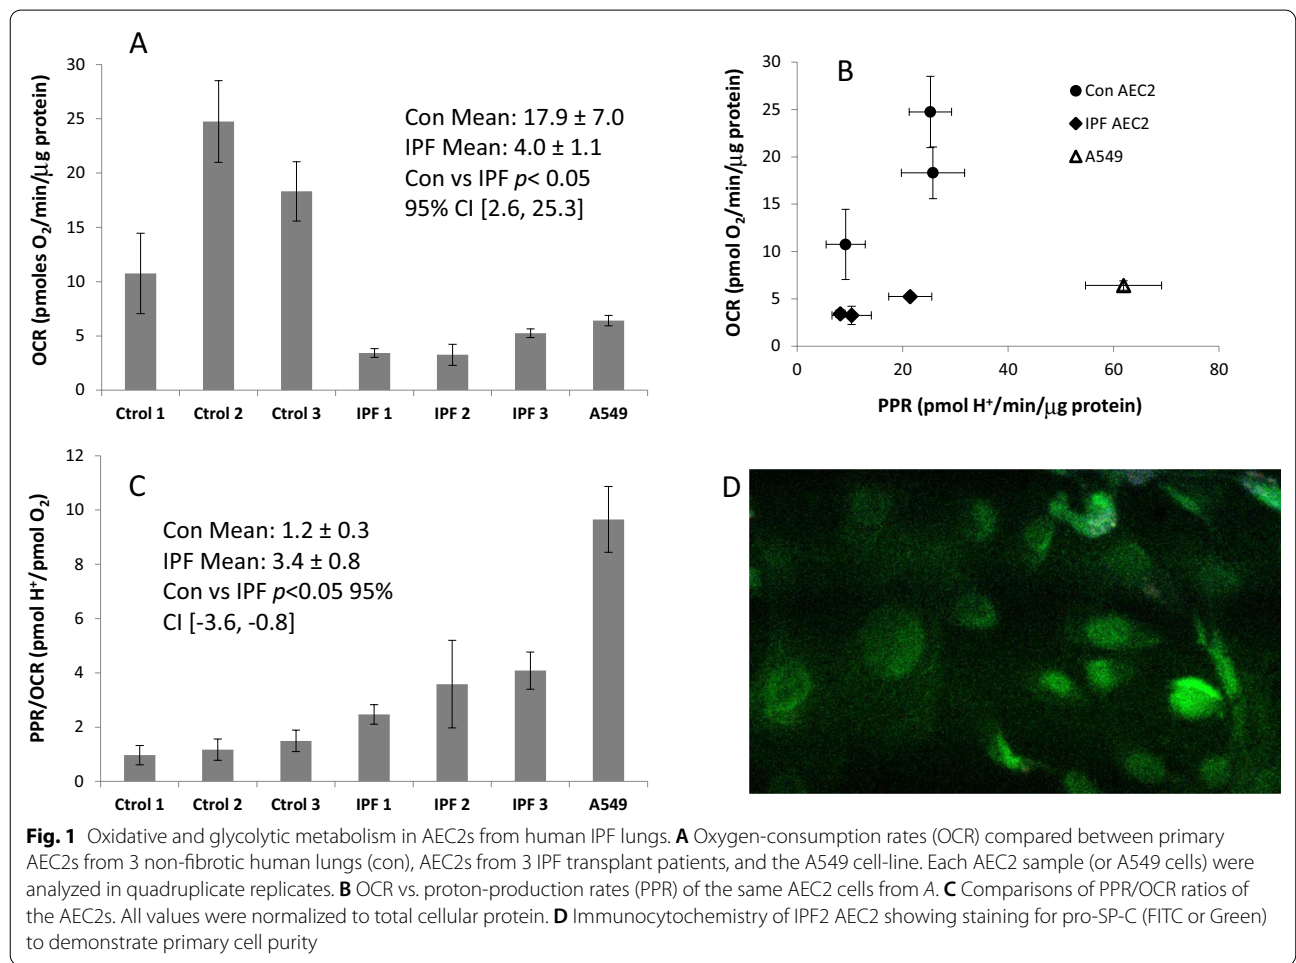 A
30
25
20
15
10
5
0
OCR (pmoles O₂/min/µg protein)
Con Mean: 17.9 ± 7.0
IPF Mean: 4.0 ± 1.1
Con vs IPF p< 0.05
95% CI [2.6, 25.3]
Ctrol 1 Ctrol 2 Ctrol 3 IPF 1 IPF 2 IPF 3 A549
B
30
25
20
15
10
5
0
OCR (pmol O₂/min/µg protein)
Con AEC2
IPF AEC2
A549
0 20 40 60 80
PPR (pmol H⁺/min/µg protein)
C
12
10
8
6
4
2
0
PPR/OCR (pmol H⁺/pmol O₂)
Con Mean: 1.2 ± 0.3
IPF Mean: 3.4 ± 0.8
Con vs IPF p<0.05 95%
CI [-3.6, -0.8]
Ctrol 1 Ctrol 2 Ctrol 3 IPF 1 IPF 2 IPF 3 A549
D
Fig. 1 Oxidative and glycolytic metabolism in AEC2s from human IPF lungs. A Oxygen-consumption rates (OCR) compared between primary
AEC2s from 3 non-fibrotic human lungs (con), AEC2s from 3 IPF transplant patients, and the A549 cell-line. Each AEC2 sample (or A549 cells) were
analyzed in quadruplicate replicates. B OCR vs. proton-production rates (PPR) of the same AEC2 cells from A. C Comparisons of PPR/OCR ratios of
the AEC2s. All values were normalized to total cellular protein. D Immunocytochemistry of IPF2 AEC2 showing staining for pro-SP-C (FITC or Green)
to demonstrate primary cell purity